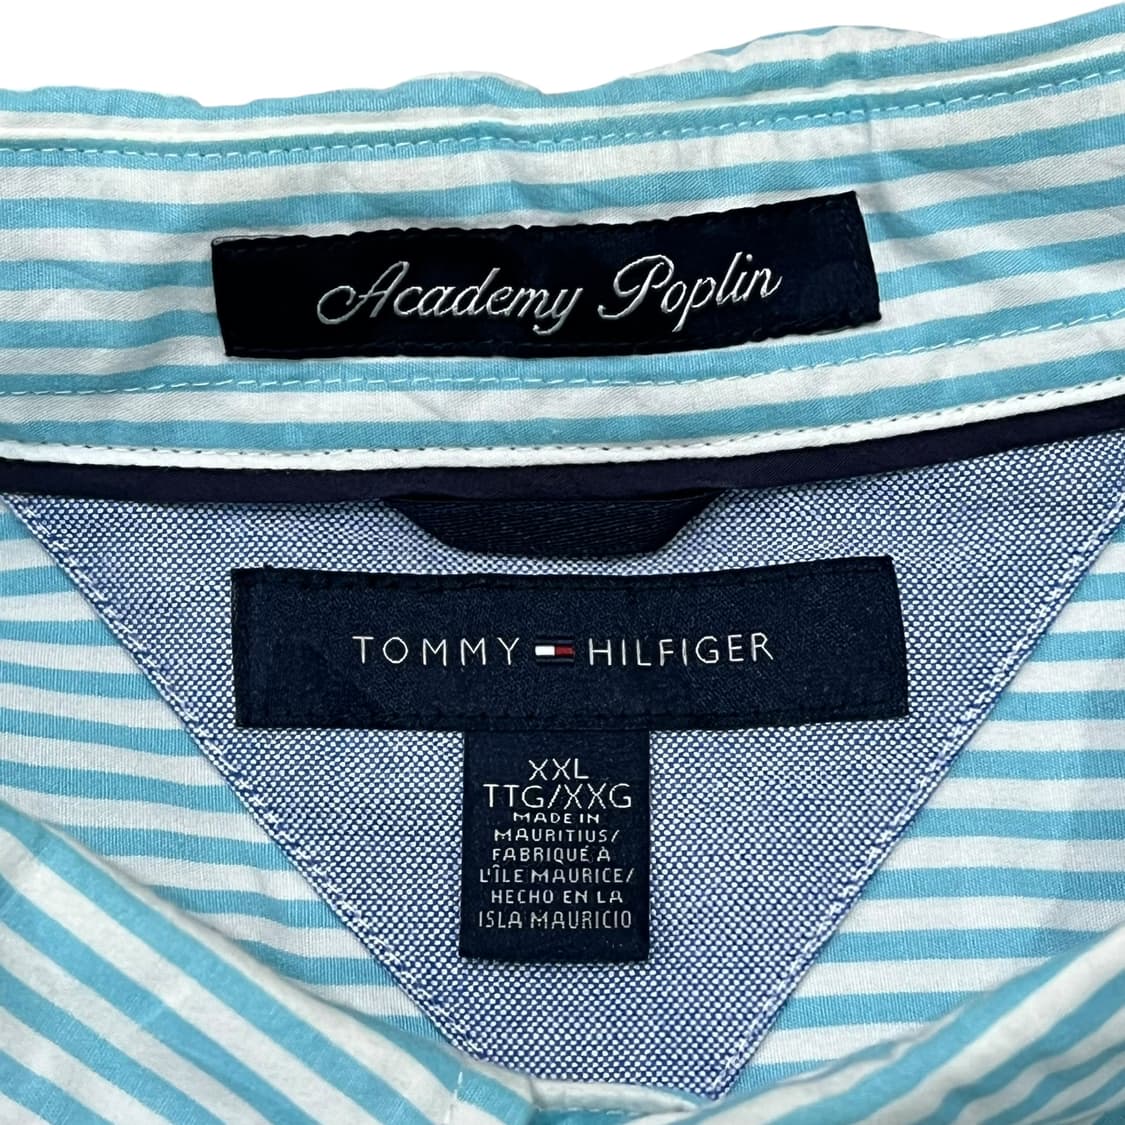 Academy Poplin
TOMMY HILFIGER
XXL
TTG/XXG
MADE IN
MAURITIUS/
FABRIQUÉ À
L'ÎLE MAURICE/
HECHO EN LA
ISLA MAURICIO